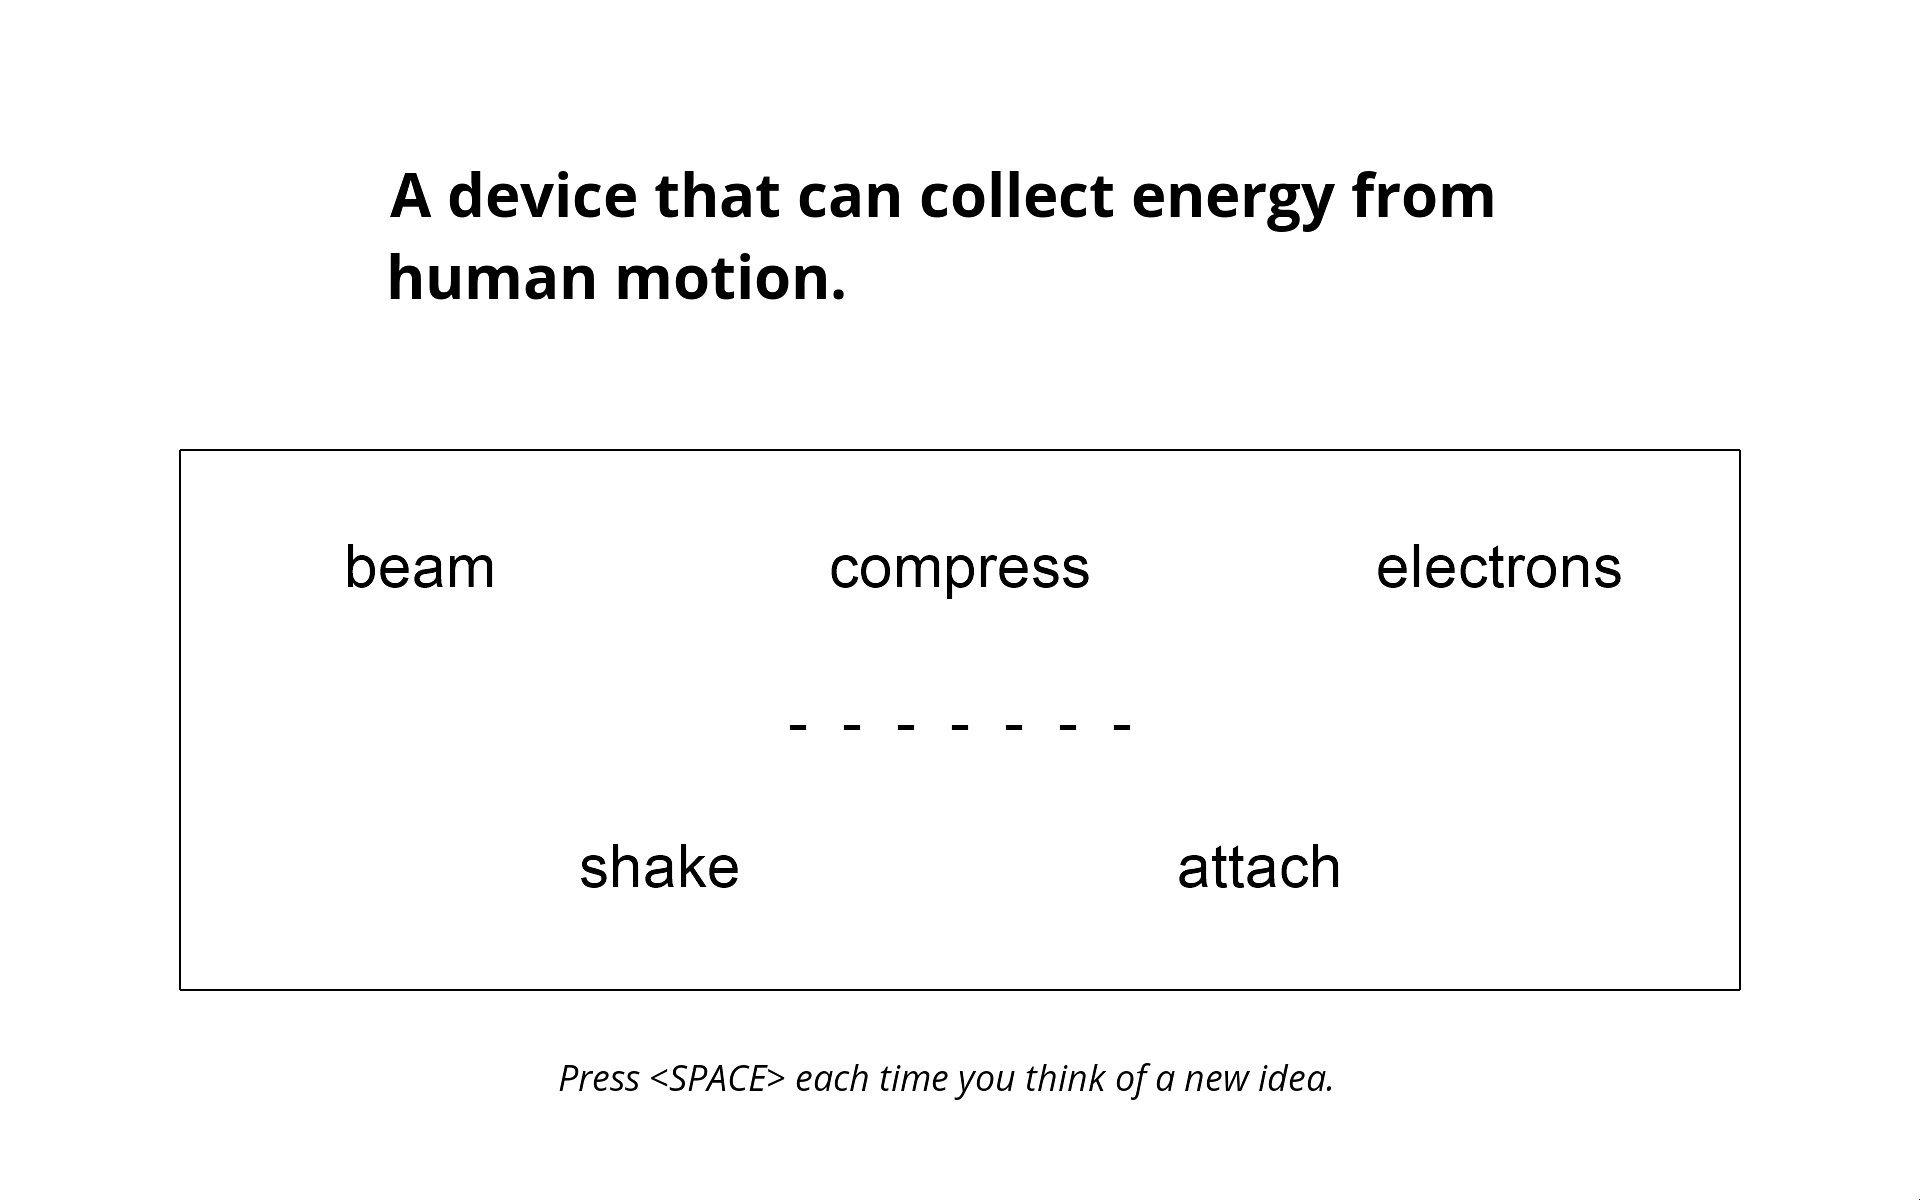 A device that can collect energy from
human motion.
beam compress electrons
- - - - - - -
shake attach
Press <SPACE> each time you think of a new idea.